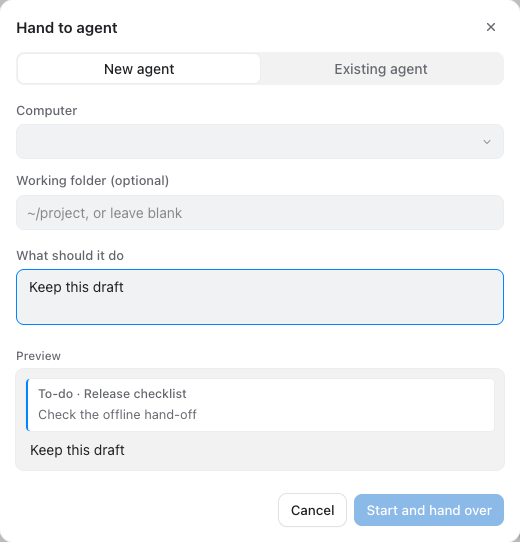 Hand to agent
New agent
Existing agent
Computer
Working folder (optional)
~/project, or leave blank
What should it do
Keep this draft
Preview
To-do · Release checklist
Check the offline hand-off
Keep this draft
Cancel
Start and hand over